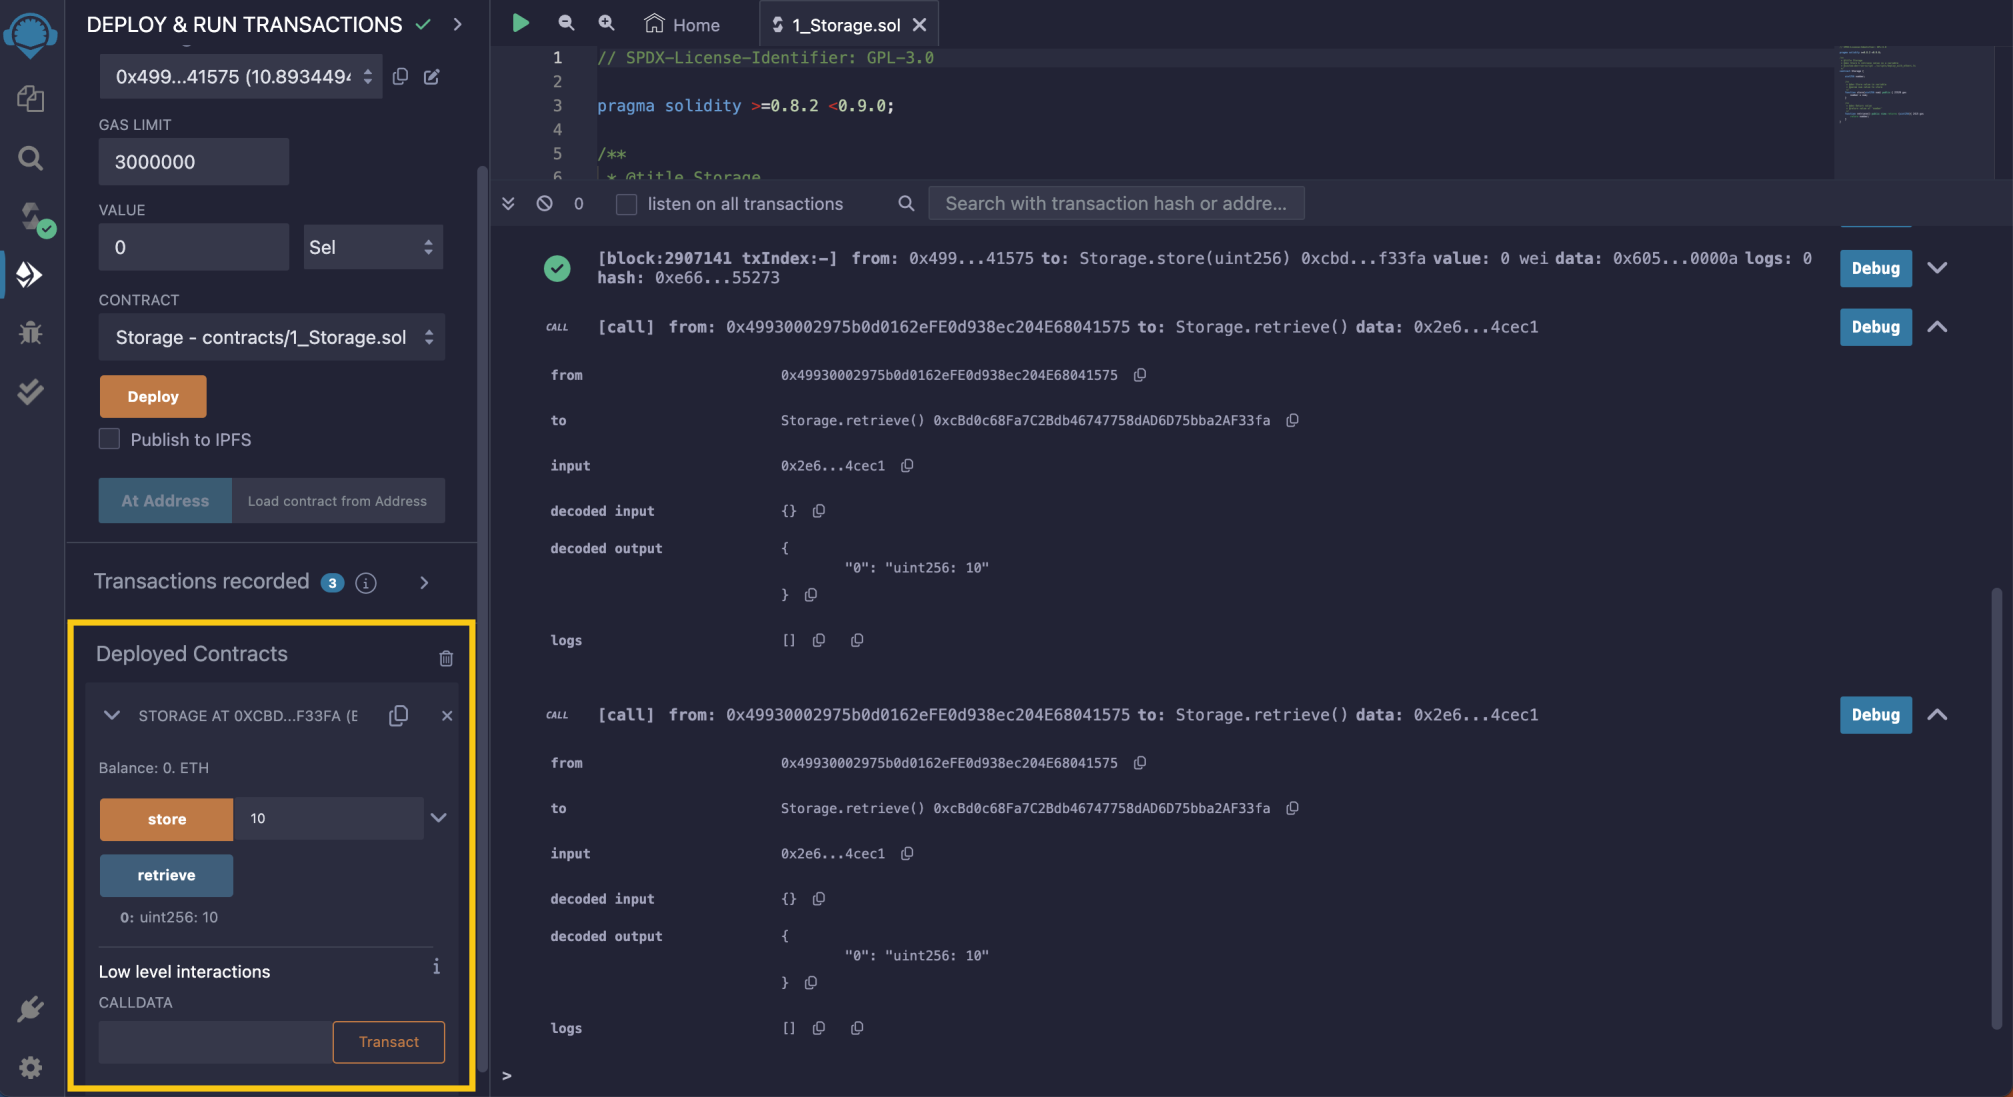 DEPLOY & RUN TRANSACTIONS
0x499...41575 (10.8934494
GAS LIMIT
3000000
VALUE
0
Sel
CONTRACT
Storage - contracts/1_Storage.sol
Deploy
Publish to IPFS
At Address
Load contract from Address
Transactions recorded 3 i
Deployed Contracts
STORAGE AT 0XCBD...F33FA (E
Balance: 0. ETH
store
10
retrieve
0: uint256: 10
Low level interactions
i
CALLDATA
Transact
Home
1_Storage.sol
1 // SPDX-License-Identifier: GPL-3.0
2
3 pragma solidity >=0.8.2 <0.9.0;
4
5 /**
6 * @title Storage
0
listen on all transactions
Search with transaction hash or addre...
[block:2907141 txIndex:-] from: 0x499...41575 to: Storage.store(uint256) 0xcbd...f33fa value: 0 wei data: 0x605...0000a logs: 0
hash: 0xe66...55273
Debug
CALL [call] from: 0x49930002975b0d0162eFE0d938ec204E68041575 to: Storage.retrieve() data: 0x2e6...4cec1
Debug
from 0x49930002975b0d0162eFE0d938ec204E68041575
to Storage.retrieve() 0xcBd0c68Fa7C2Bdb46747758dAD6D75bba2AF33fa
input 0x2e6...4cec1
decoded input {}
decoded output {
"0": "uint256: 10"
}
logs []
CALL [call] from: 0x49930002975b0d0162eFE0d938ec204E68041575 to: Storage.retrieve() data: 0x2e6...4cec1
Debug
from 0x49930002975b0d0162eFE0d938ec204E68041575
to Storage.retrieve() 0xcBd0c68Fa7C2Bdb46747758dAD6D75bba2AF33fa
input 0x2e6...4cec1
decoded input {}
decoded output {
"0": "uint256: 10"
}
logs []
>